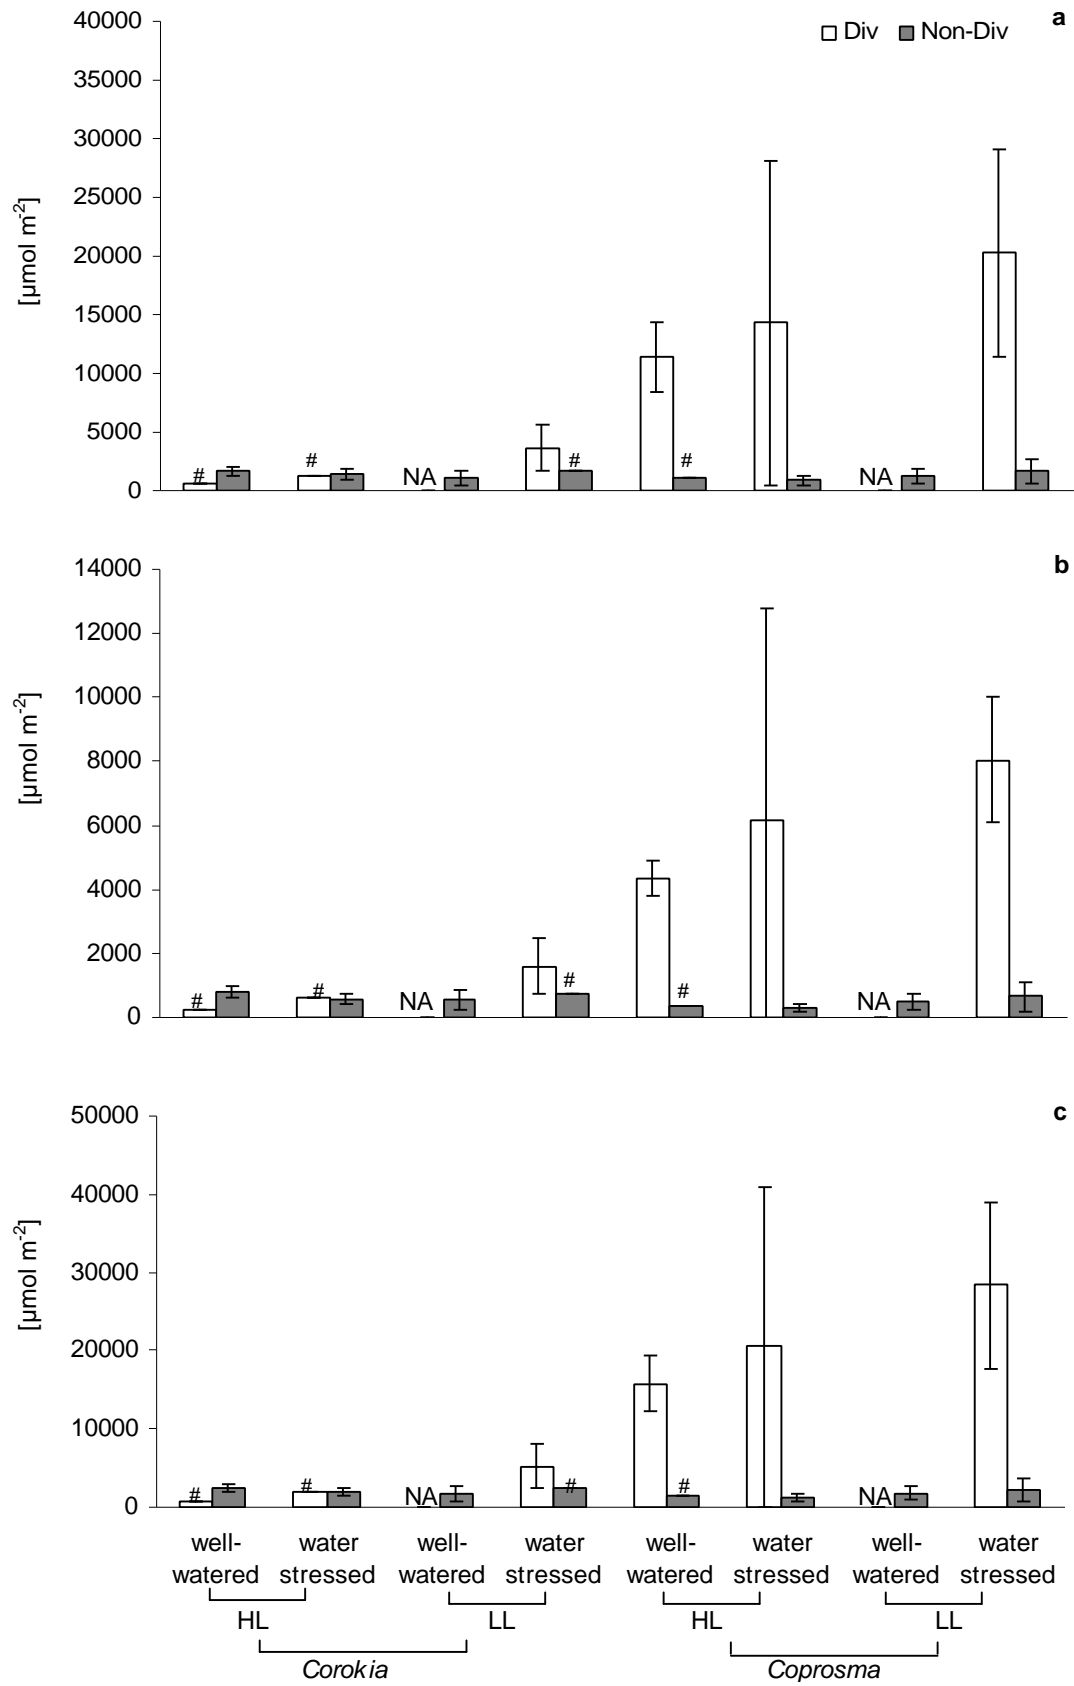 a
Div Non-Div
40000
35000
30000
25000
20000
15000
10000
5000
0
[µmol m-2]
# # NA # # NA
b
14000
12000
10000
8000
6000
4000
2000
0
[µmol m-2]
# # NA # # NA
c
50000
40000
30000
20000
10000
0
[µmol m-2]
# # NA # # NA
well- water well- water well- water well- water
watered stressed watered stressed watered stressed watered stressed
HL LL HL LL
Corokia Coprosma